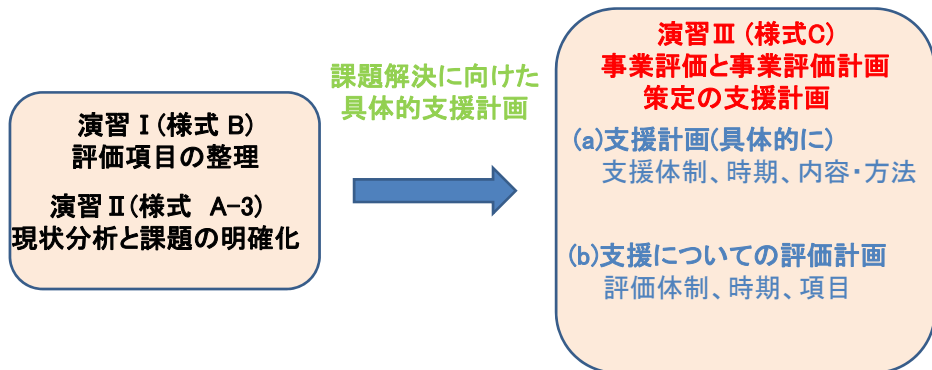 演習Ⅰ(様式 B)
評価項目の整理
演習Ⅱ(様式 A-3)
現状分析と課題の明確化
課題解決に向けた
具体的支援計画
演習Ⅲ(様式C)
事業評価と事業評価計画
策定の支援計画
(a)支援計画(具体的に)
支援体制、時期、内容・方法
(b)支援についての評価計画
評価体制、時期、項目